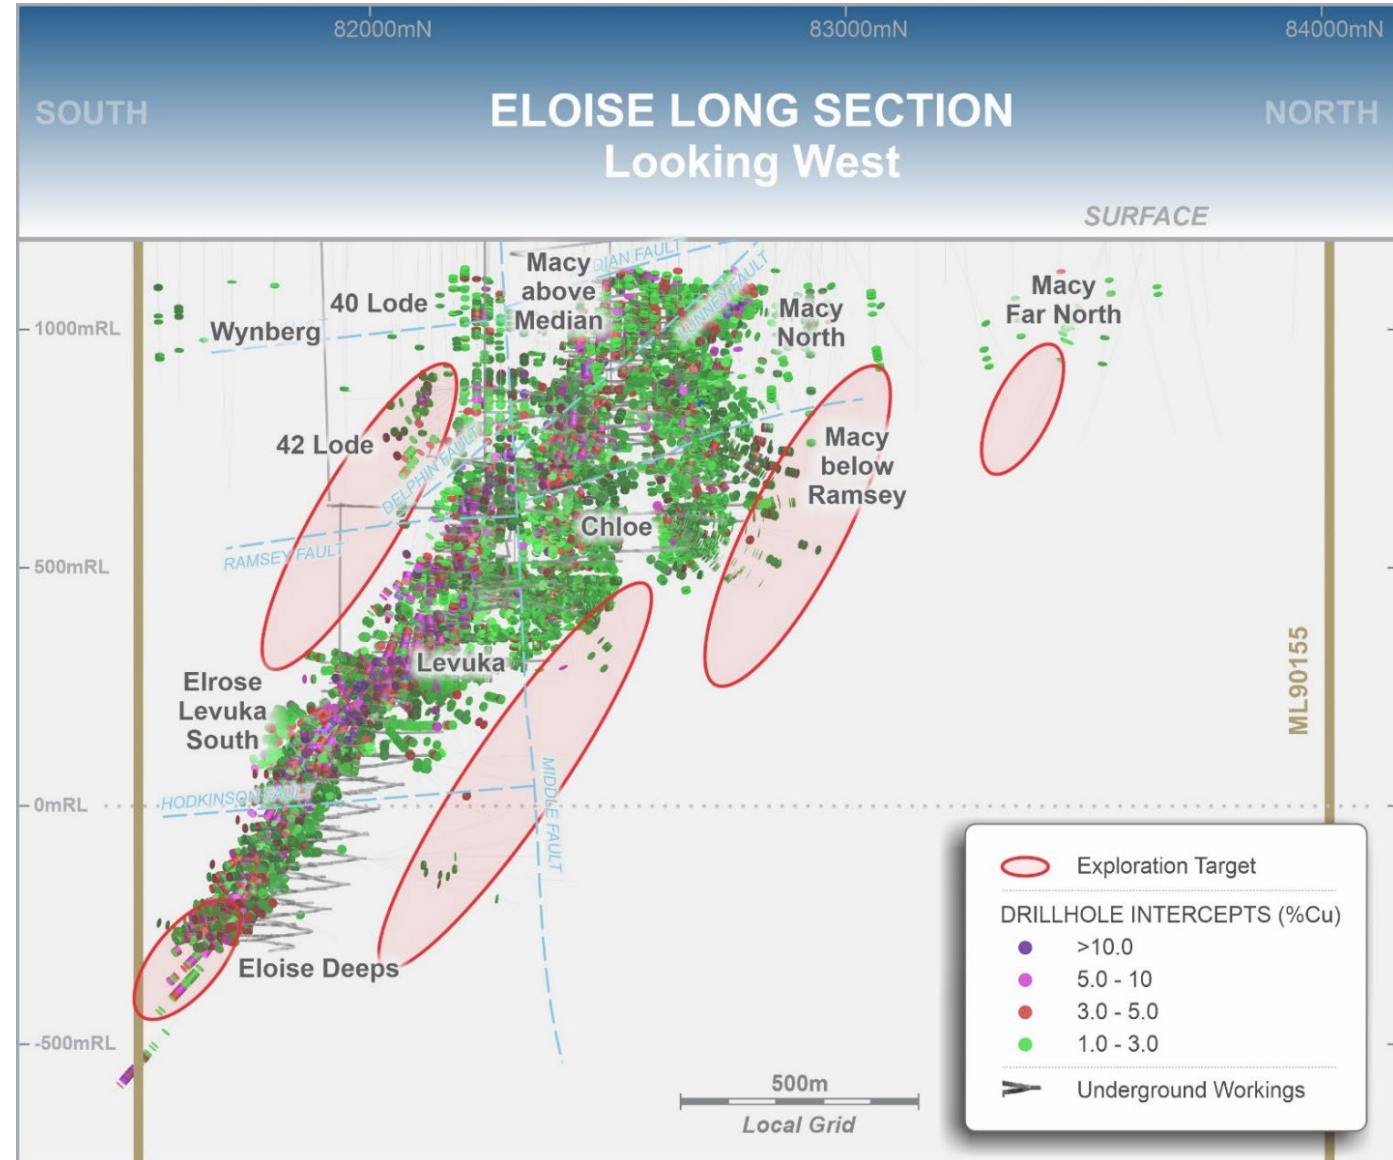 82000mN 83000mN 84000mN
SOUTH
ELOISE LONG SECTION
NORTH
Looking West
SURFACE
DIAN FAULT
Macy
above
Median
40 Lode
Wynberg
Macy
North
Macy
Far North
1000mRL
42 Lode
DELPHIN FAULT
Macy
below
Ramsey
Chloe
RAMSEY FAULT
500mRL
Levuka
Elrose
Levuka
South
ML90155
HODKINSON FAULT
0mRL
MIDDLE FAULT
Eloise Deeps
-500mRL
500m
Local Grid
Exploration Target
DRILLHOLE INTERCEPTS (%Cu)
>10.0
5.0 - 10
3.0 - 5.0
1.0 - 3.0
Underground Workings